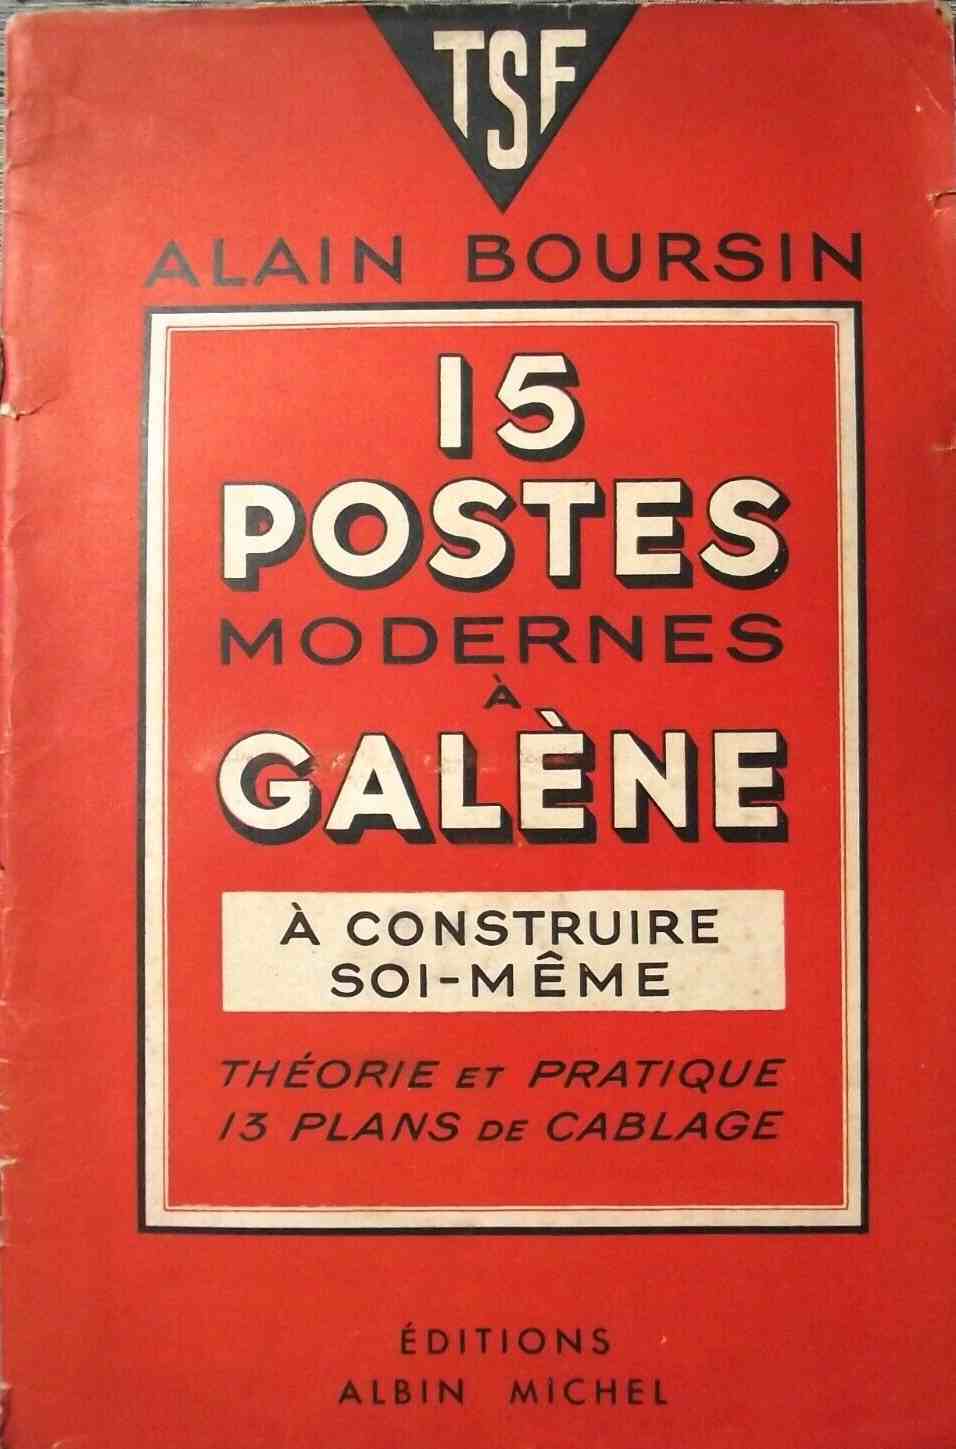 TSF
ALAIN BOURSIN
15
POSTES
MODERNES
À
GALÈNE
À CONSTRUIRE
SOI-MÊME
THÉORIE ET PRATIQUE
13 PLANS DE CABLAGE
ÉDITIONS
ALBIN MICHEL